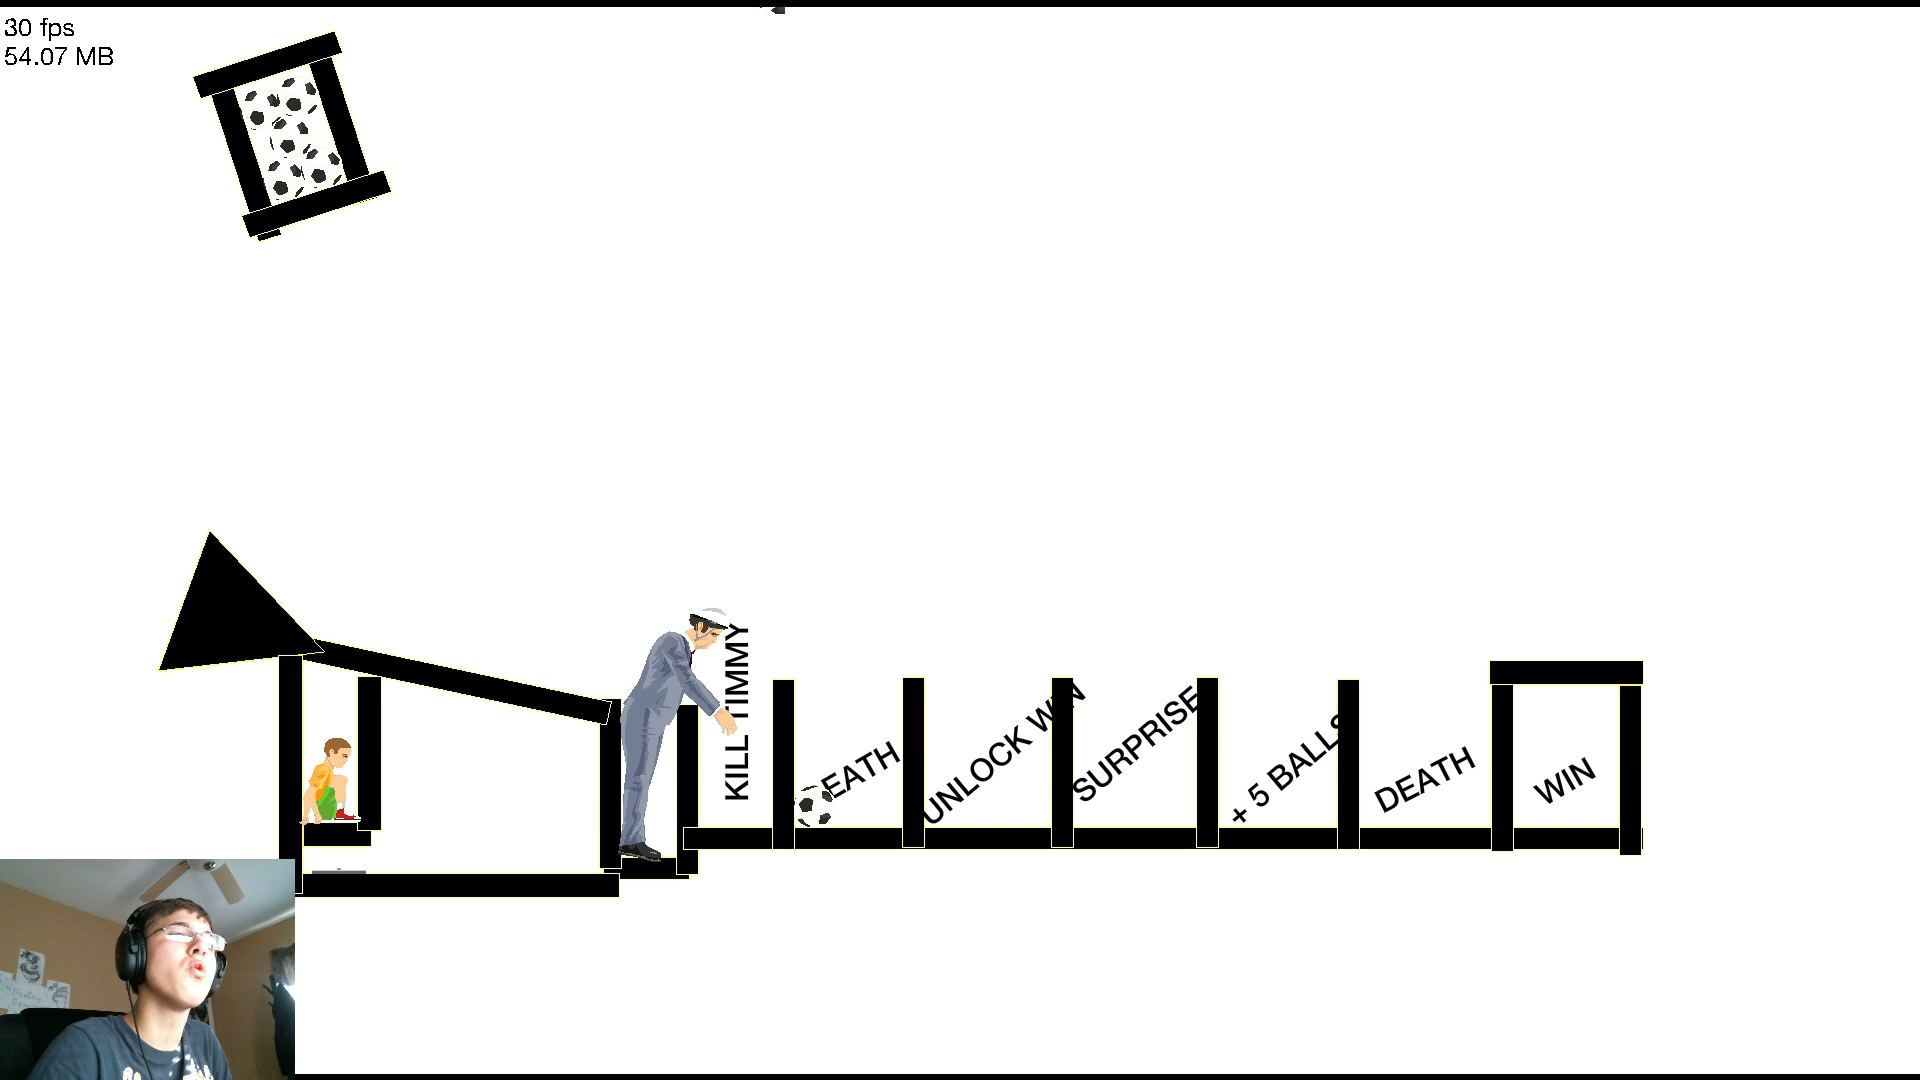 30 fps
54.07 MB
KILL TIMMY
EATH
UNLOCK WIN
SURPRISE
+ 5 BALLS
DEATH
WIN